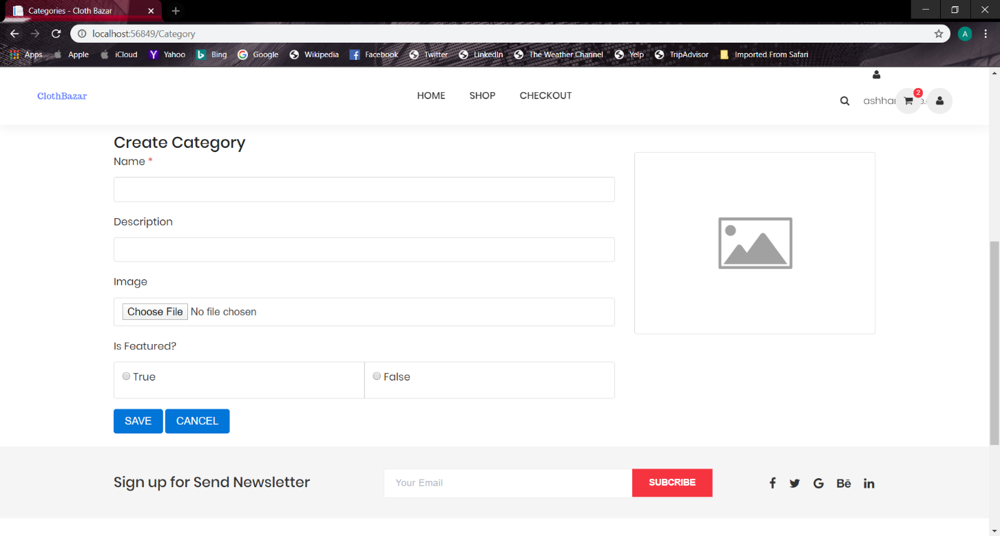 Categories - Cloth Bazar
localhost:56849/Category
A
Apps Apple iCloud Yahoo Bing Google Wikipedia Facebook Twitter LinkedIn The Weather Channel Yelp TripAdvisor Imported From Safari
ClothBazar
HOME SHOP CHECKOUT
2
Create Category
Name *
Description
Image
Choose File No file chosen
Is Featured?
True False
SAVE CANCEL
Sign up for Send Newsletter Your Email SUBCRIBE